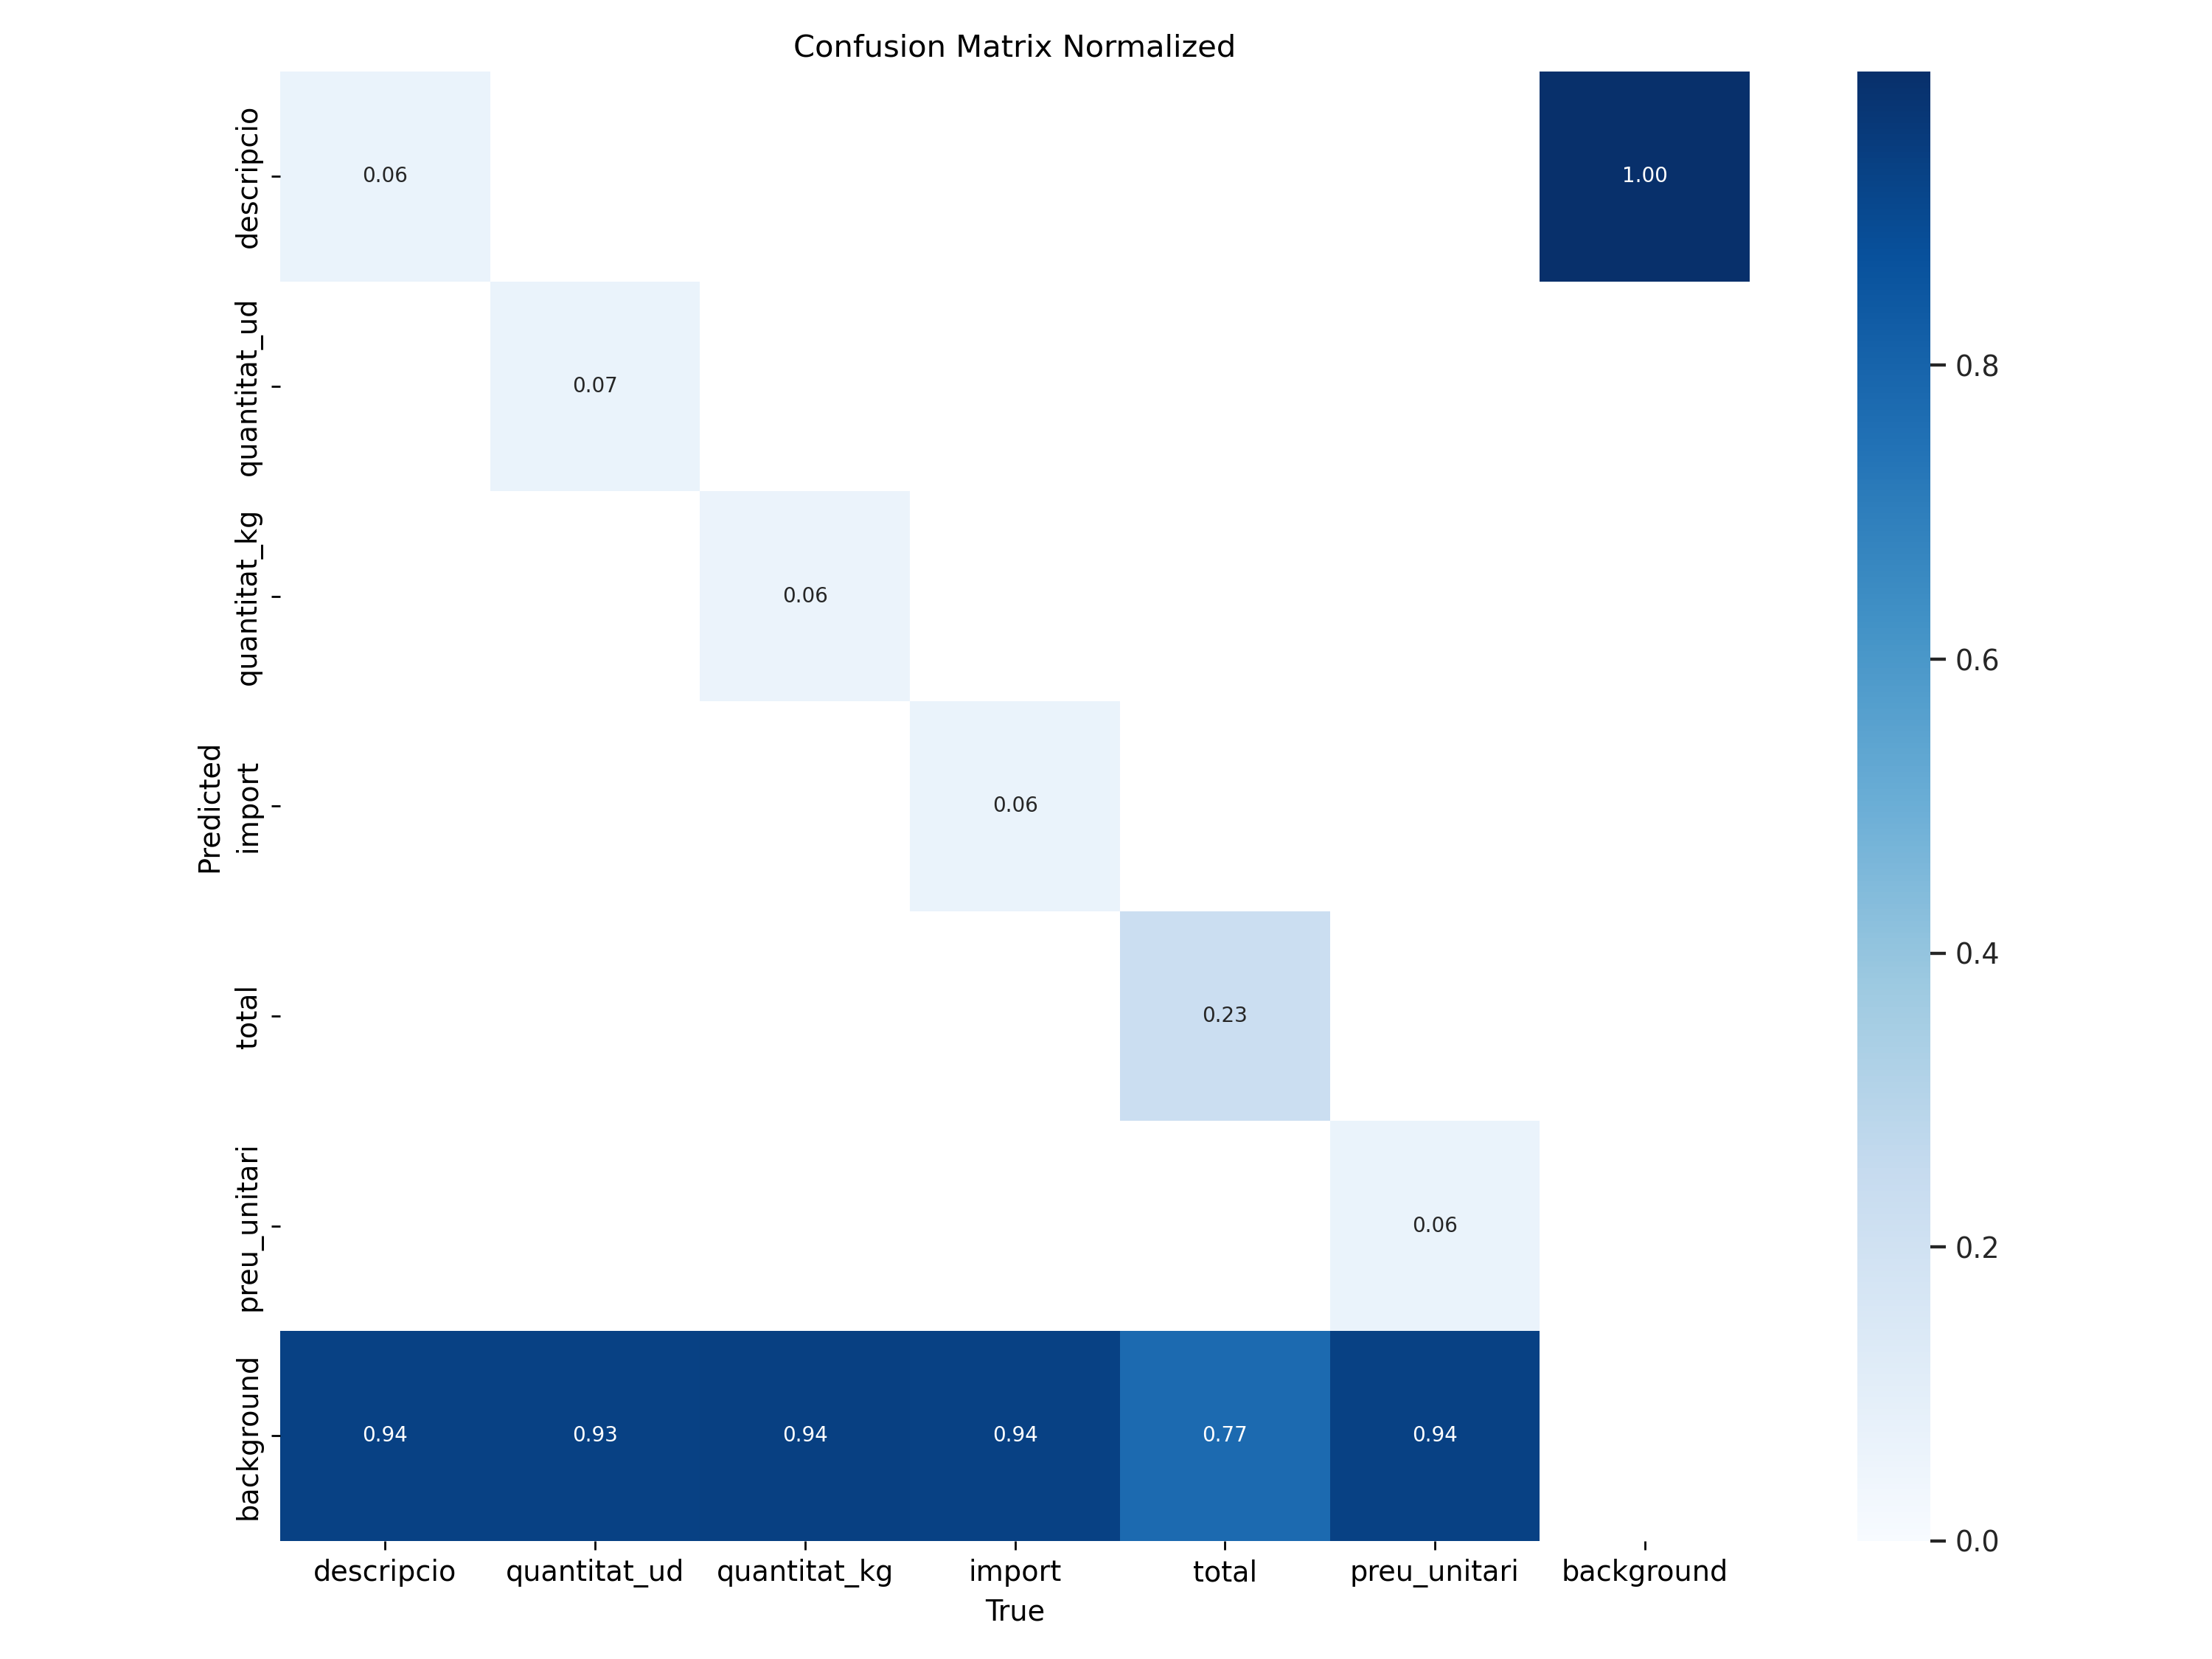 Confusion Matrix Normalized
descripcio
0.06
1.00
quantitat_ud
0.07
quantitat_kg
0.06
import
0.06
total
0.23
preu_unitari
0.06
background
0.94 0.93 0.94 0.94 0.77 0.94
Predicted
descripcio quantitat_ud quantitat_kg import total preu_unitari background
True
0.8
0.6
0.4
0.2
0.0